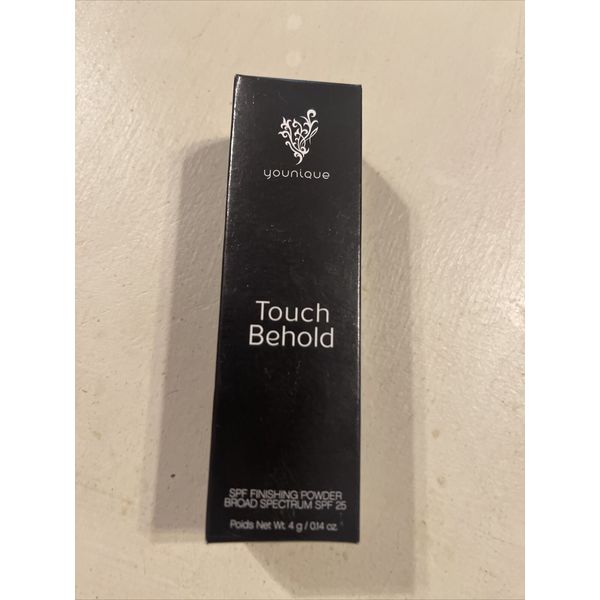 younique
Touch
Behold
SPF FINISHING POWDER
BROAD SPECTRUM SPF 25
Poids Net Wt. 4 g / 0.14 oz.